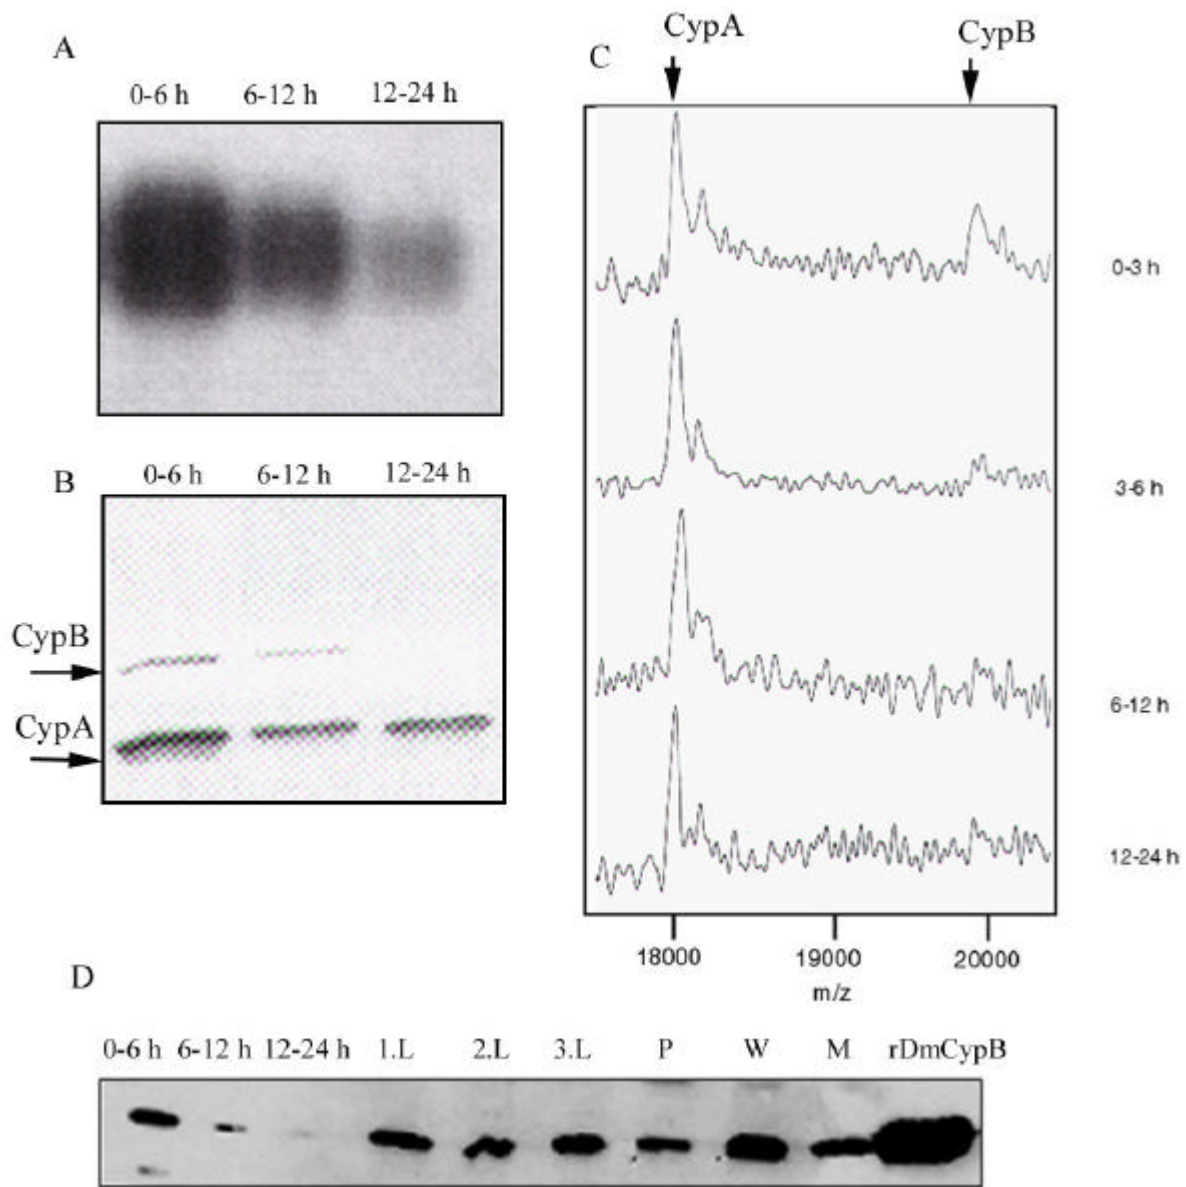 A
0-6 h 6-12 h 12-24 h
B
0-6 h 6-12 h 12-24 h
CypB
CypA
C
CypA CypB
0-3 h
3-6 h
6-12 h
12-24 h
18000 19000 20000
m/z
D
0-6 h 6-12 h 12-24 h 1.L 2.L 3.L P W M rDmCypB